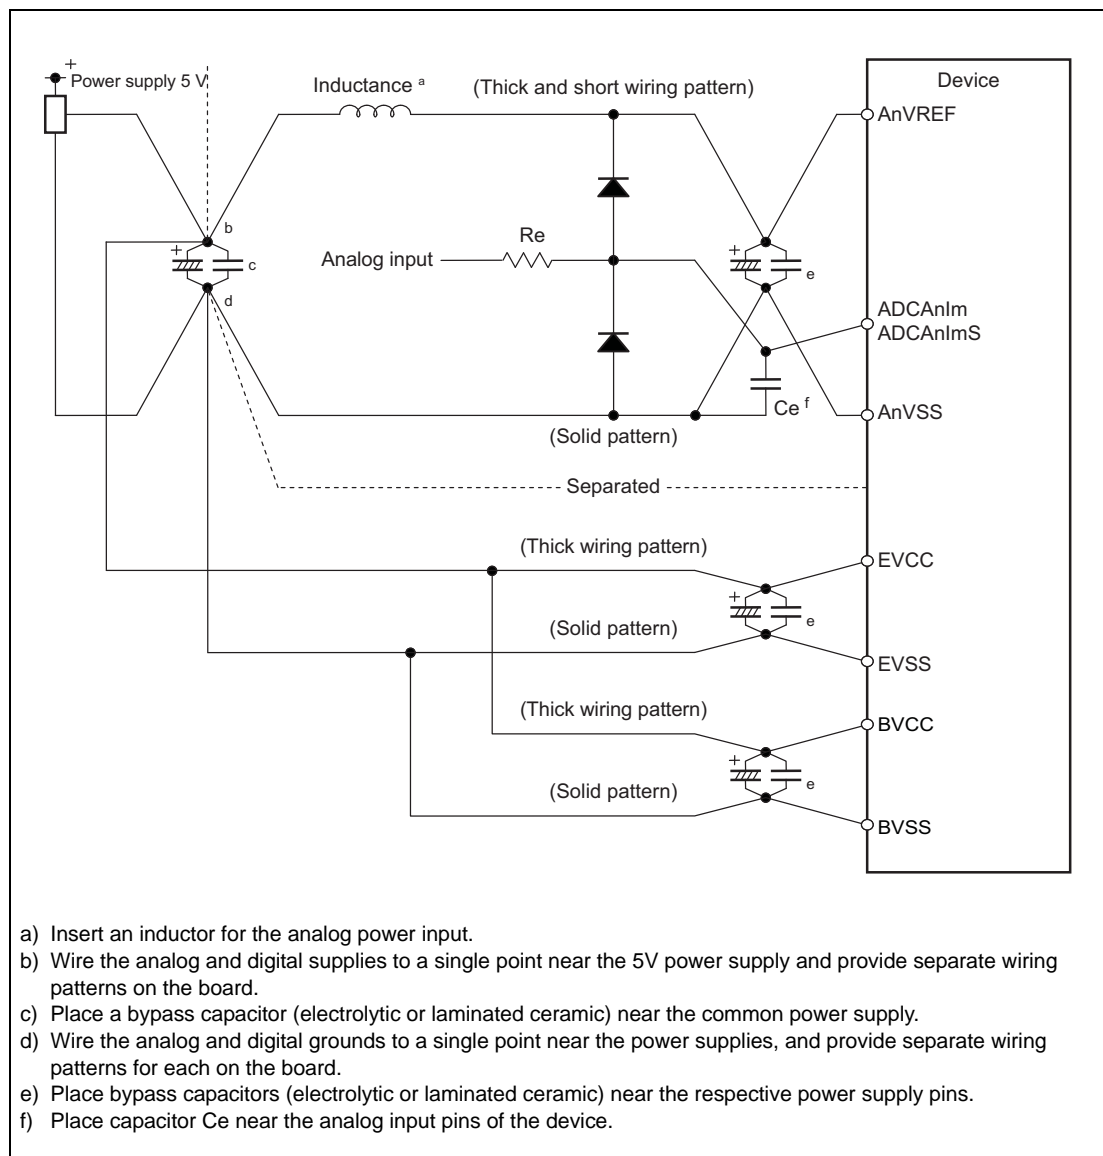 +
Power supply 5 V
Inductance a
(Thick and short wiring pattern)
Device
AnVREF
b
+
c
d
Analog input
Re
+
e
ADCAnIm
ADCAnImS
Ce f
AnVSS
(Solid pattern)
Separated
(Thick wiring pattern)
EVCC
+
e
(Solid pattern)
EVSS
(Thick wiring pattern)
BVCC
+
e
(Solid pattern)
BVSS
a) Insert an inductor for the analog power input.
b) Wire the analog and digital supplies to a single point near the 5V power supply and provide separate wiring
patterns on the board.
c) Place a bypass capacitor (electrolytic or laminated ceramic) near the common power supply.
d) Wire the analog and digital grounds to a single point near the power supplies, and provide separate wiring
patterns for each on the board.
e) Place bypass capacitors (electrolytic or laminated ceramic) near the respective power supply pins.
f) Place capacitor Ce near the analog input pins of the device.